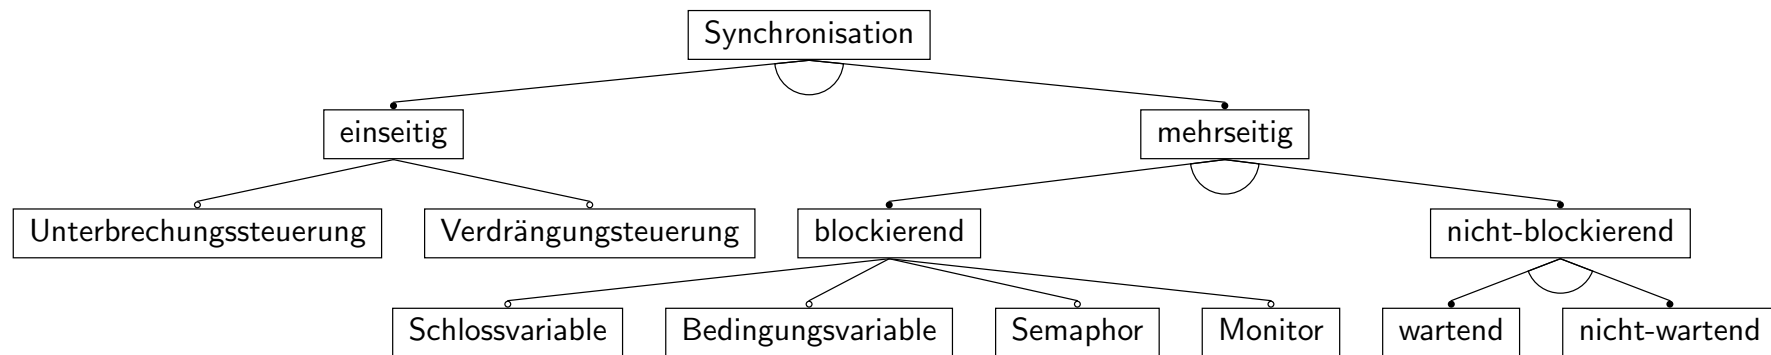 Synchronisation
einseitig
mehrseitig
Unterbrechungssteuerung
Verdrängungsteuerung
blockierend
nicht-blockierend
Schlossvariable
Bedingungsvariable
Semaphor
Monitor
wartend
nicht-wartend